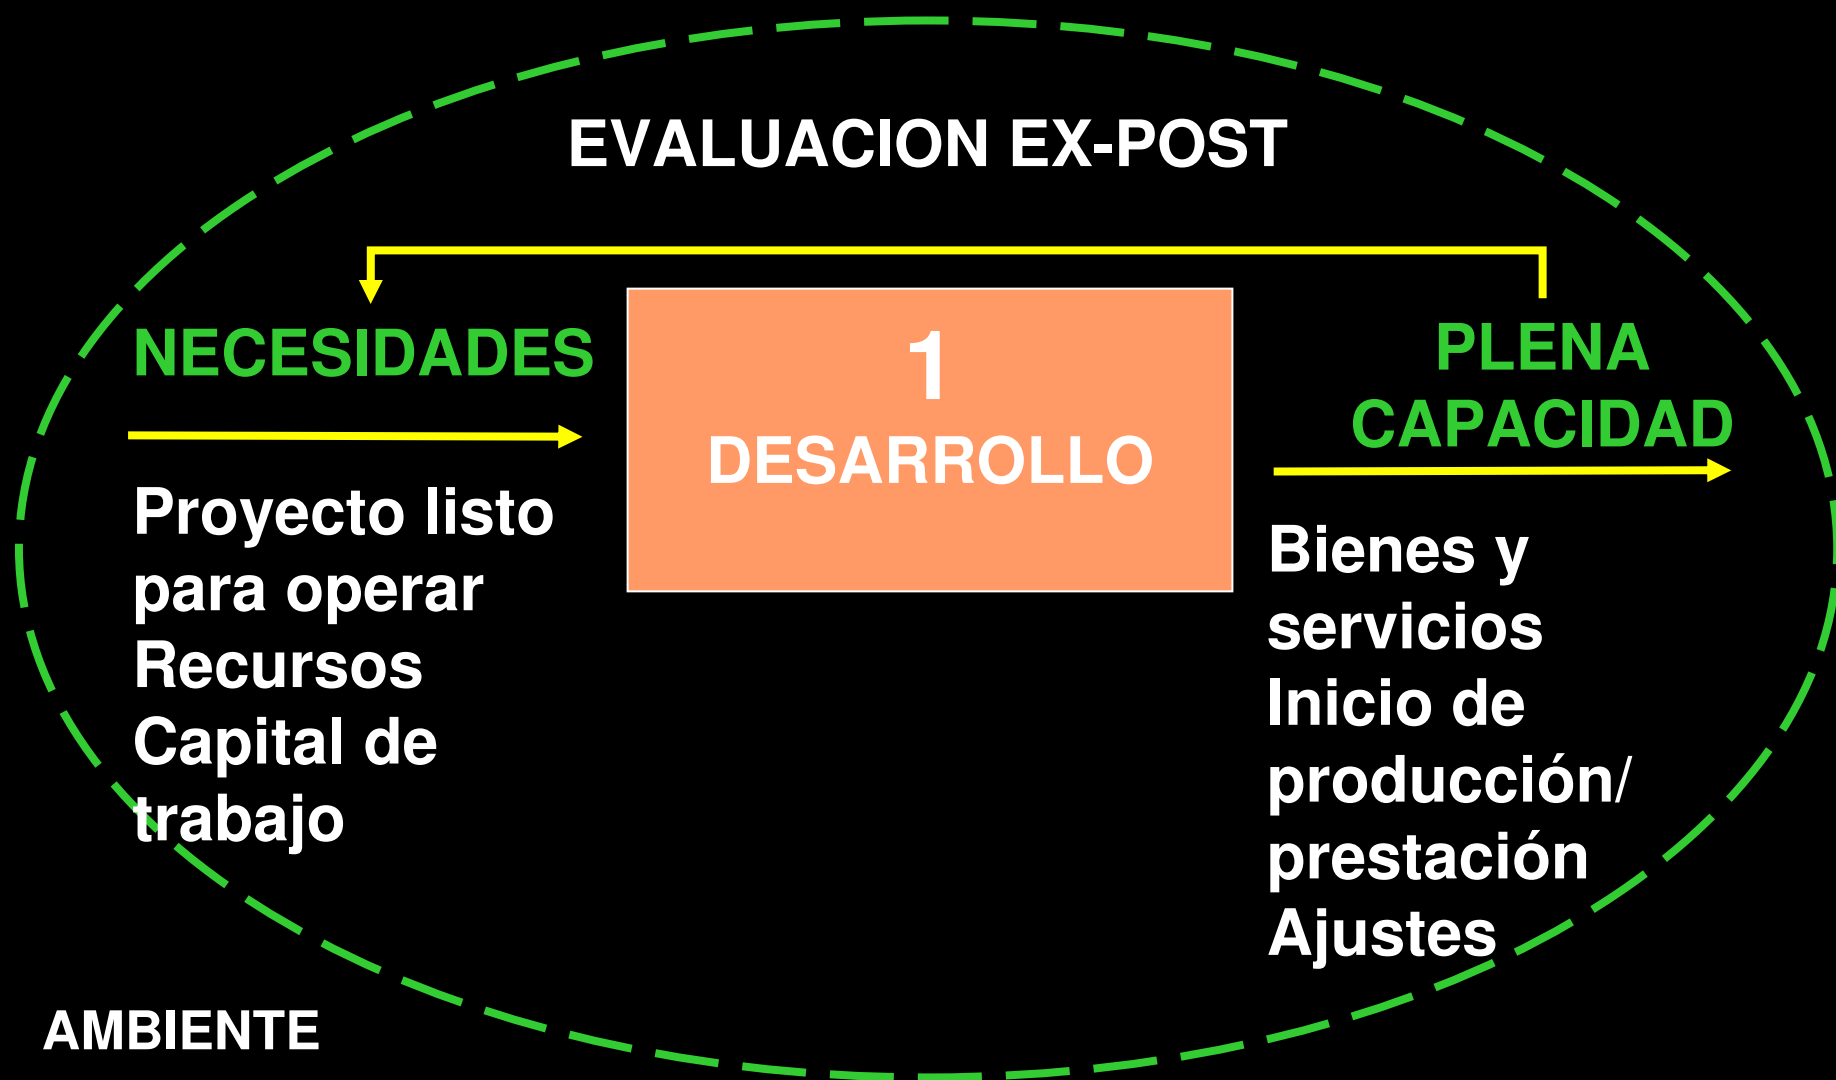 EVALUACION EX-POST
NECESIDADES
Proyecto listo
para operar
Recursos
Capital de
trabajo
1
DESARROLLO
PLENA
CAPACIDAD
Bienes y
servicios
Inicio de
producción/
prestación
Ajustes
AMBIENTE